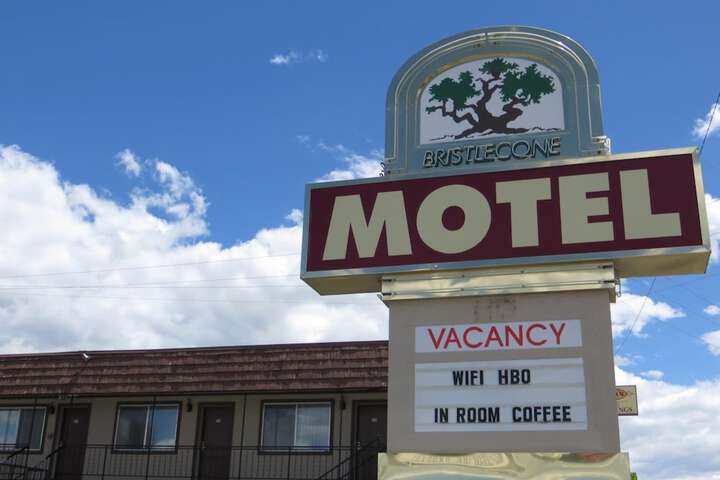 BRISTLECONE
MOTEL
VACANCY
WIFI HBO
IN ROOM COFFEE